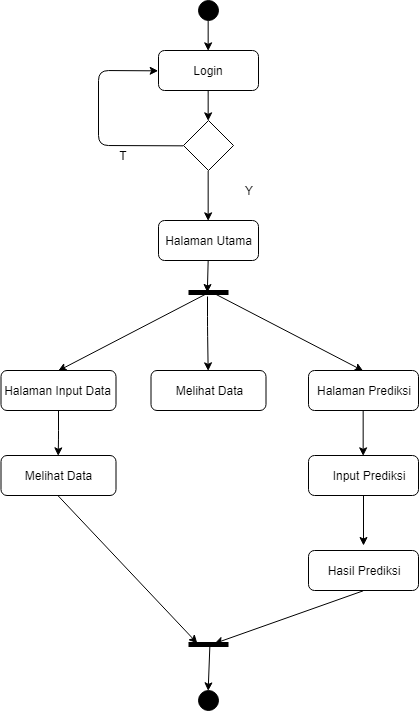 Login
T
Y
Halaman Utama
Halaman Input Data
Melihat Data
Halaman Prediksi
Melihat Data
Input Prediksi
Hasil Prediksi